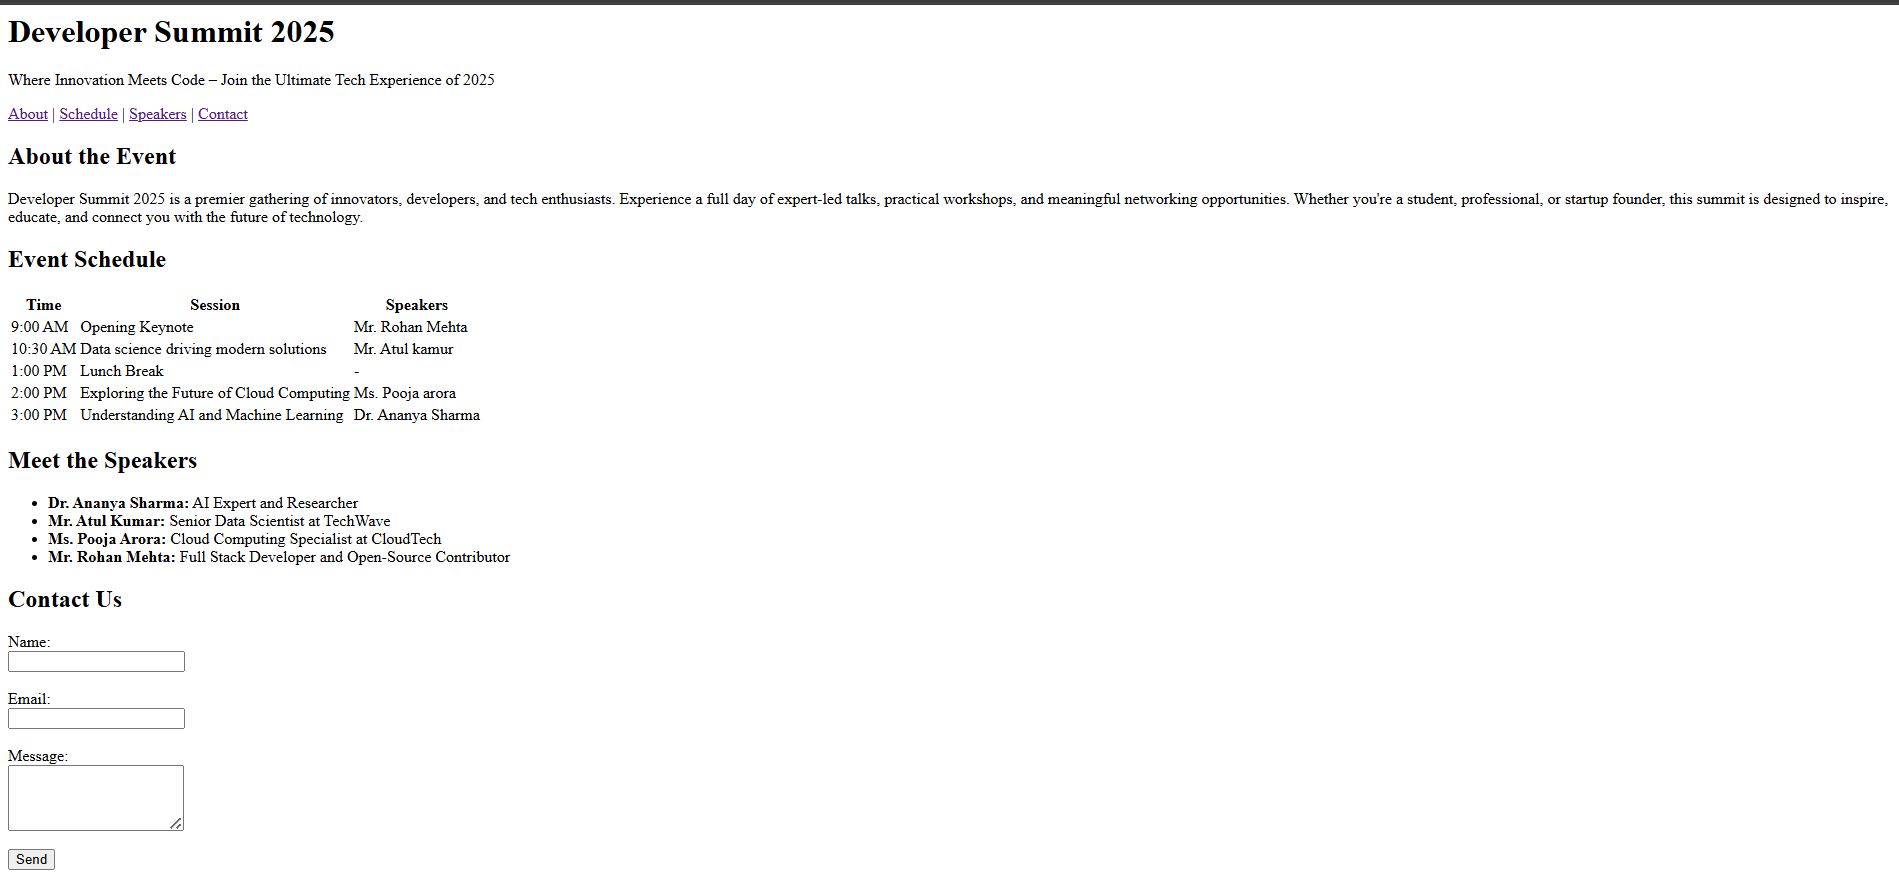 Developer Summit 2025
Where Innovation Meets Code – Join the Ultimate Tech Experience of 2025
About | Schedule | Speakers | Contact
About the Event
Developer Summit 2025 is a premier gathering of innovators, developers, and tech enthusiasts. Experience a full day of expert-led talks, practical workshops, and meaningful networking opportunities. Whether you're a student, professional, or startup founder, this summit is designed to inspire,
educate, and connect you with the future of technology.
Event Schedule
Time Session Speakers
9:00 AM Opening Keynote Mr. Rohan Mehta
10:30 AM Data science driving modern solutions Mr. Atul kamur
1:00 PM Lunch Break -
2:00 PM Exploring the Future of Cloud Computing Ms. Pooja arora
3:00 PM Understanding AI and Machine Learning Dr. Ananya Sharma
Meet the Speakers
• Dr. Ananya Sharma: AI Expert and Researcher
• Mr. Atul Kumar: Senior Data Scientist at TechWave
• Ms. Pooja Arora: Cloud Computing Specialist at CloudTech
• Mr. Rohan Mehta: Full Stack Developer and Open-Source Contributor
Contact Us
Name:
Email:
Message:
Send